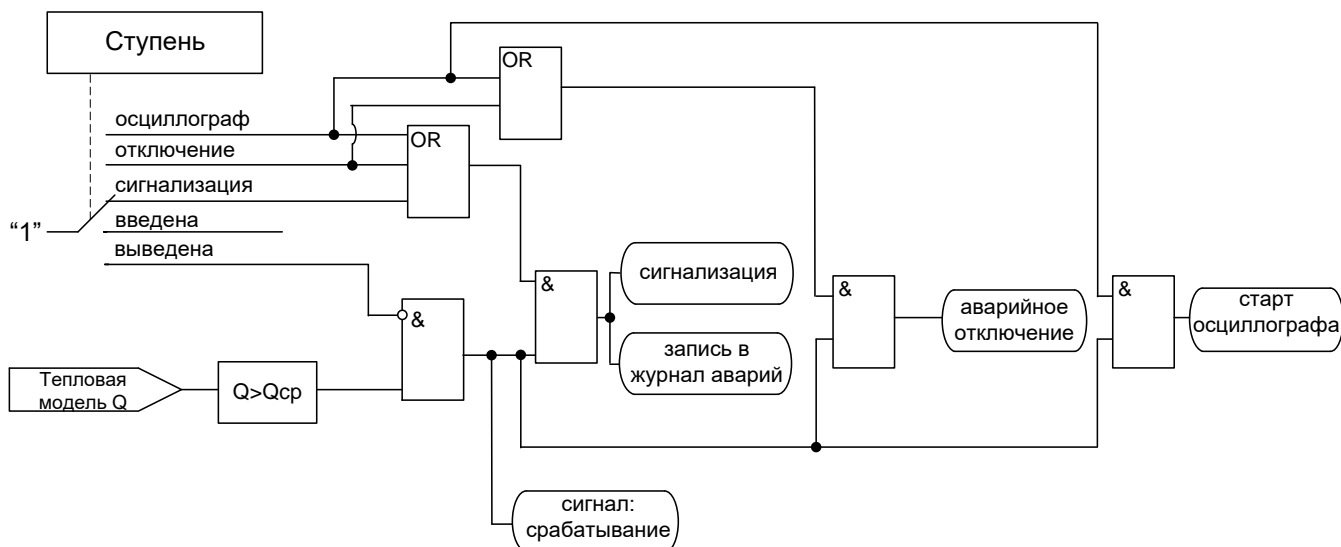 Ступень
осциллограф
отключение
сигнализация
“1”
введена
выведена
OR
OR
&
&
&
&
Тепловая
модель Q
Q>Qср
сигнализация
запись в
журнал аварий
аварийное
отключение
старт
осциллографа
сигнал:
срабатывание